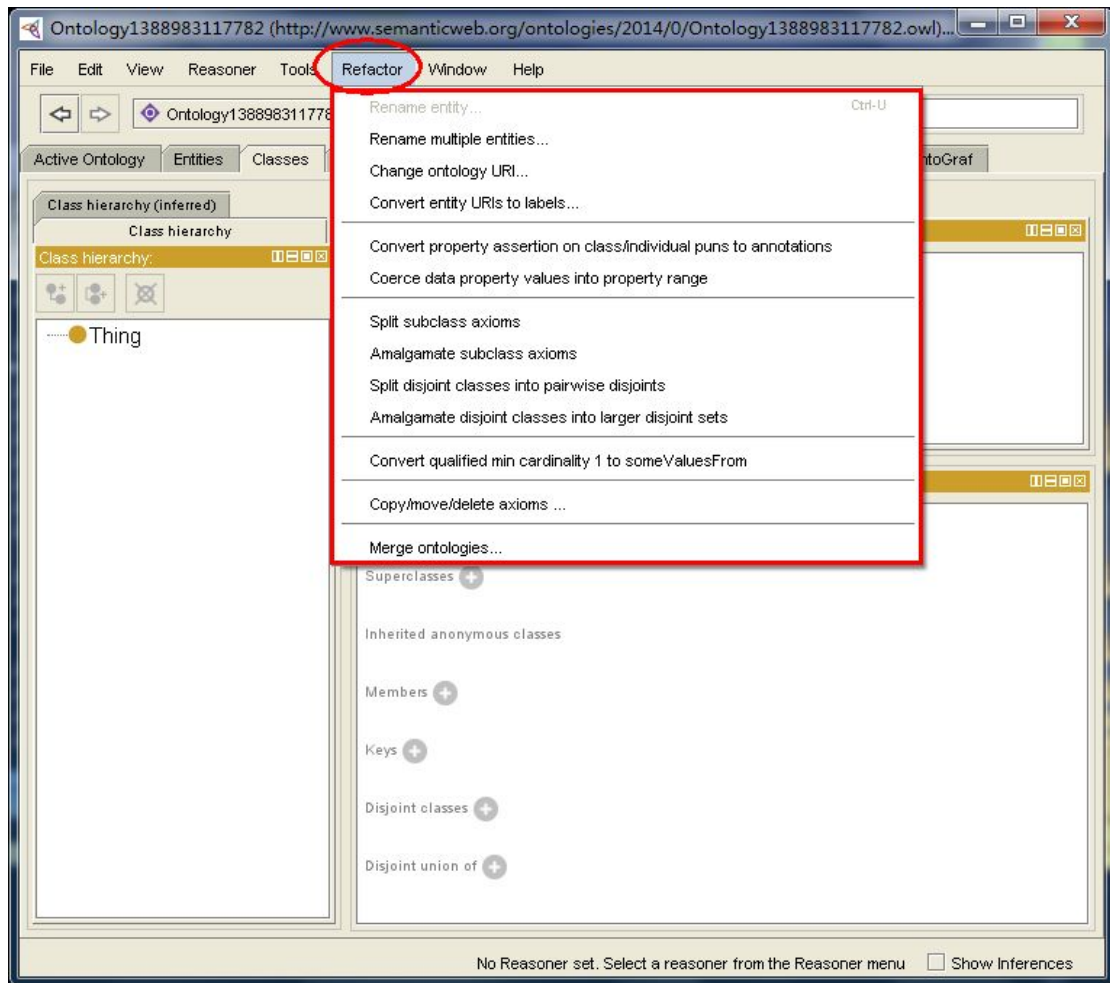 Ontology1388983117782 (http://www.semanticweb.org/ontologies/2014/0/Ontology1388983117782.owl)...
File Edit View Reasoner Tools Refactor Window Help
Ontology13889831177
Rename entity... Ctrl-U
Rename multiple entities...
Active Ontology Entities Classes
Change ontology URI...
Convert entity URIs to labels...
Class hierarchy (inferred)
Class hierarchy
Class hierarchy:
Convert property assertion on class/individual puns to annotations
Coerce data property values into property range
Split subclass axioms
Thing
Amalgamate subclass axioms
Split disjoint classes into pairwise disjoints
Amalgamate disjoint classes into larger disjoint sets
Convert qualified min cardinality 1 to someValuesFrom
Copy/move/delete axioms ...
Merge ontologies...
Superclasses
Inherited anonymous classes
Members
Keys
Disjoint classes
Disjoint union of
No Reasoner set. Select a reasoner from the Reasoner menu Show Inferences